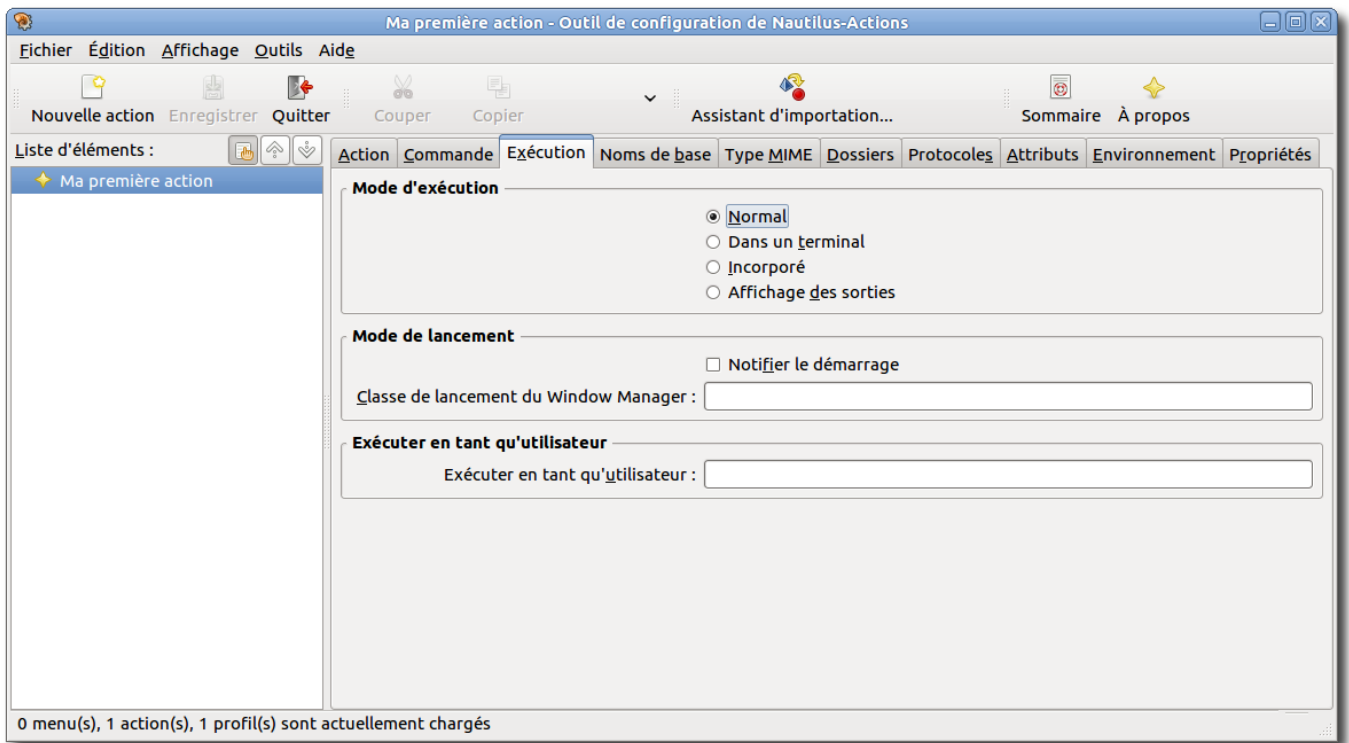 Ma première action - Outil de configuration de Nautilus-Actions
Fichier Édition Affichage Outils Aide
Nouvelle action Enregistrer Quitter Couper Copier Assistant d'importation... Sommaire À propos
Liste d'éléments :
Action Commande Exécution Noms de base Type MIME Dossiers Protocoles Attributs Environnement Propriétés
Ma première action
Mode d'exécution
Normal
Dans un terminal
Incorporé
Affichage des sorties
Mode de lancement
Notifier le démarrage
Classe de lancement du Window Manager :
Exécuter en tant qu'utilisateur
Exécuter en tant qu'utilisateur :
0 menu(s), 1 action(s), 1 profil(s) sont actuellement chargés